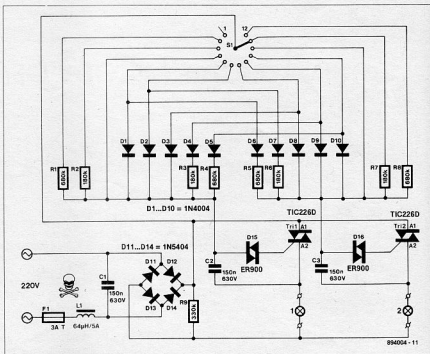 1
12
S1
D1
D2
D3
D4
D5
D6
D7
D8
D9
D10
R1
680k
R2
180k
R3
180k
R4
680k
R5
680k
R6
180k
R7
180k
R8
680k
D1...D10 = 1N4004
TIC226D
TIC226D
D11...D14 = 1N5404
D15
ER900
Tri1
A1
A2
D16
ER900
Tri2
A1
A2
220V
C1
150n
630V
D11
D12
D13
D14
R9
330k
C2
150n
630V
C3
150n
630V
F1
3A T
L1
64µH/5A
1
2
894004 - 11